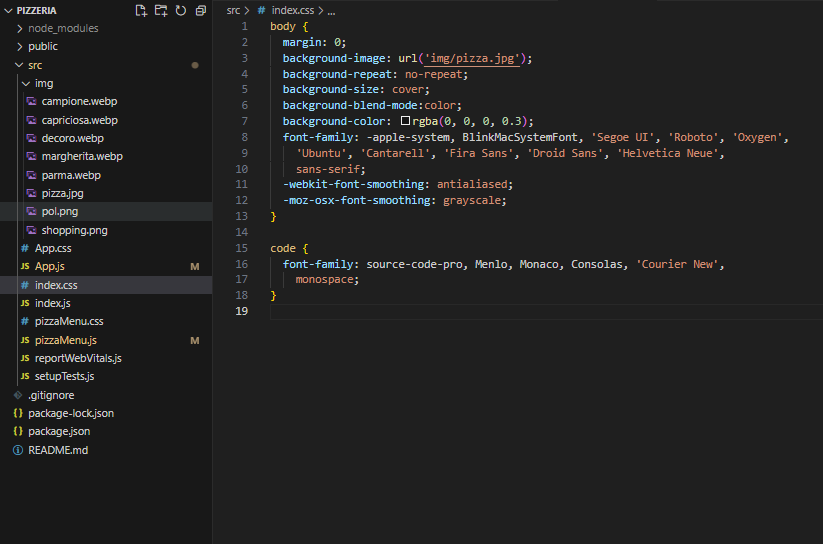 PIZZERIA
node_modules
public
src
img
campione.webp
capriciosa.webp
decoro.webp
margherita.webp
parma.webp
pizza.jpg
pol.png
shopping.png
# App.css
JS App.js M
# index.css
JS index.js
# pizzaMenu.css
JS pizzaMenu.js M
JS reportWebVitals.js
JS setupTests.js
.gitignore
{} package-lock.json
{} package.json
README.md
src > # index.css > ...
1 body {
2 margin: 0;
3 background-image: url('img/pizza.jpg');
4 background-repeat: no-repeat;
5 background-size: cover;
6 background-blend-mode:color;
7 background-color: rgba(0, 0, 0, 0.3);
8 font-family: -apple-system, BlinkMacSystemFont, 'Segoe UI', 'Roboto', 'Oxygen',
9 'Ubuntu', 'Cantarell', 'Fira Sans', 'Droid Sans', 'Helvetica Neue',
10 sans-serif;
11 -webkit-font-smoothing: antialiased;
12 -moz-osx-font-smoothing: grayscale;
13 }
14
15 code {
16 font-family: source-code-pro, Menlo, Monaco, Consolas, 'Courier New',
17 monospace;
18 }
19